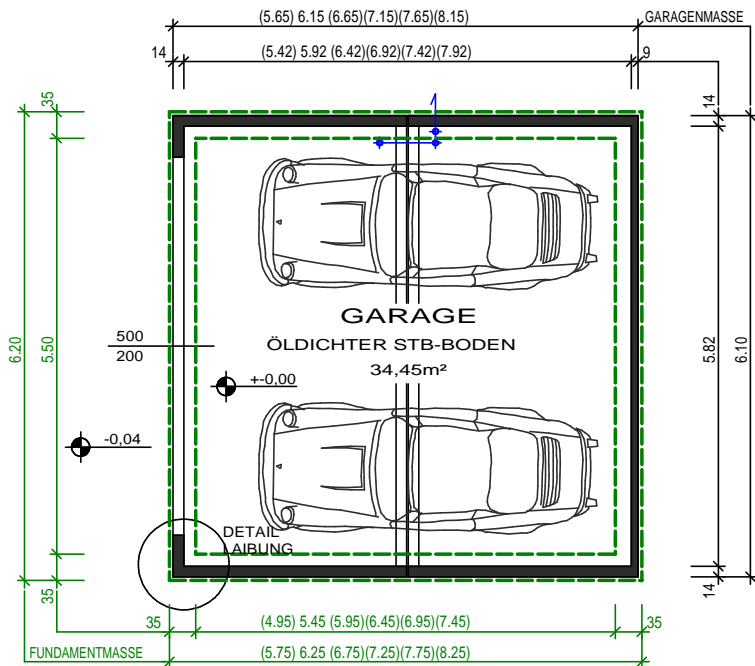 (5.65) 6.15 (6.65)(7.15)(7.65)(8.15)
GARAGENMASSE
14
(5.42) 5.92 (6.42)(6.92)(7.42)(7.92)
9
35
14
GARAGE
ÖLDICHTER STB-BODEN
34,45m²
500
200
+-0,00
-0,04
6.20
5.50
5.82
6.10
DETAIL
LAIBUNG
35
14
35
(4.95) 5.45 (5.95)(6.45)(6.95)(7.45)
35
FUNDAMENTMASSE
(5.75) 6.25 (6.75)(7.25)(7.75)(8.25)